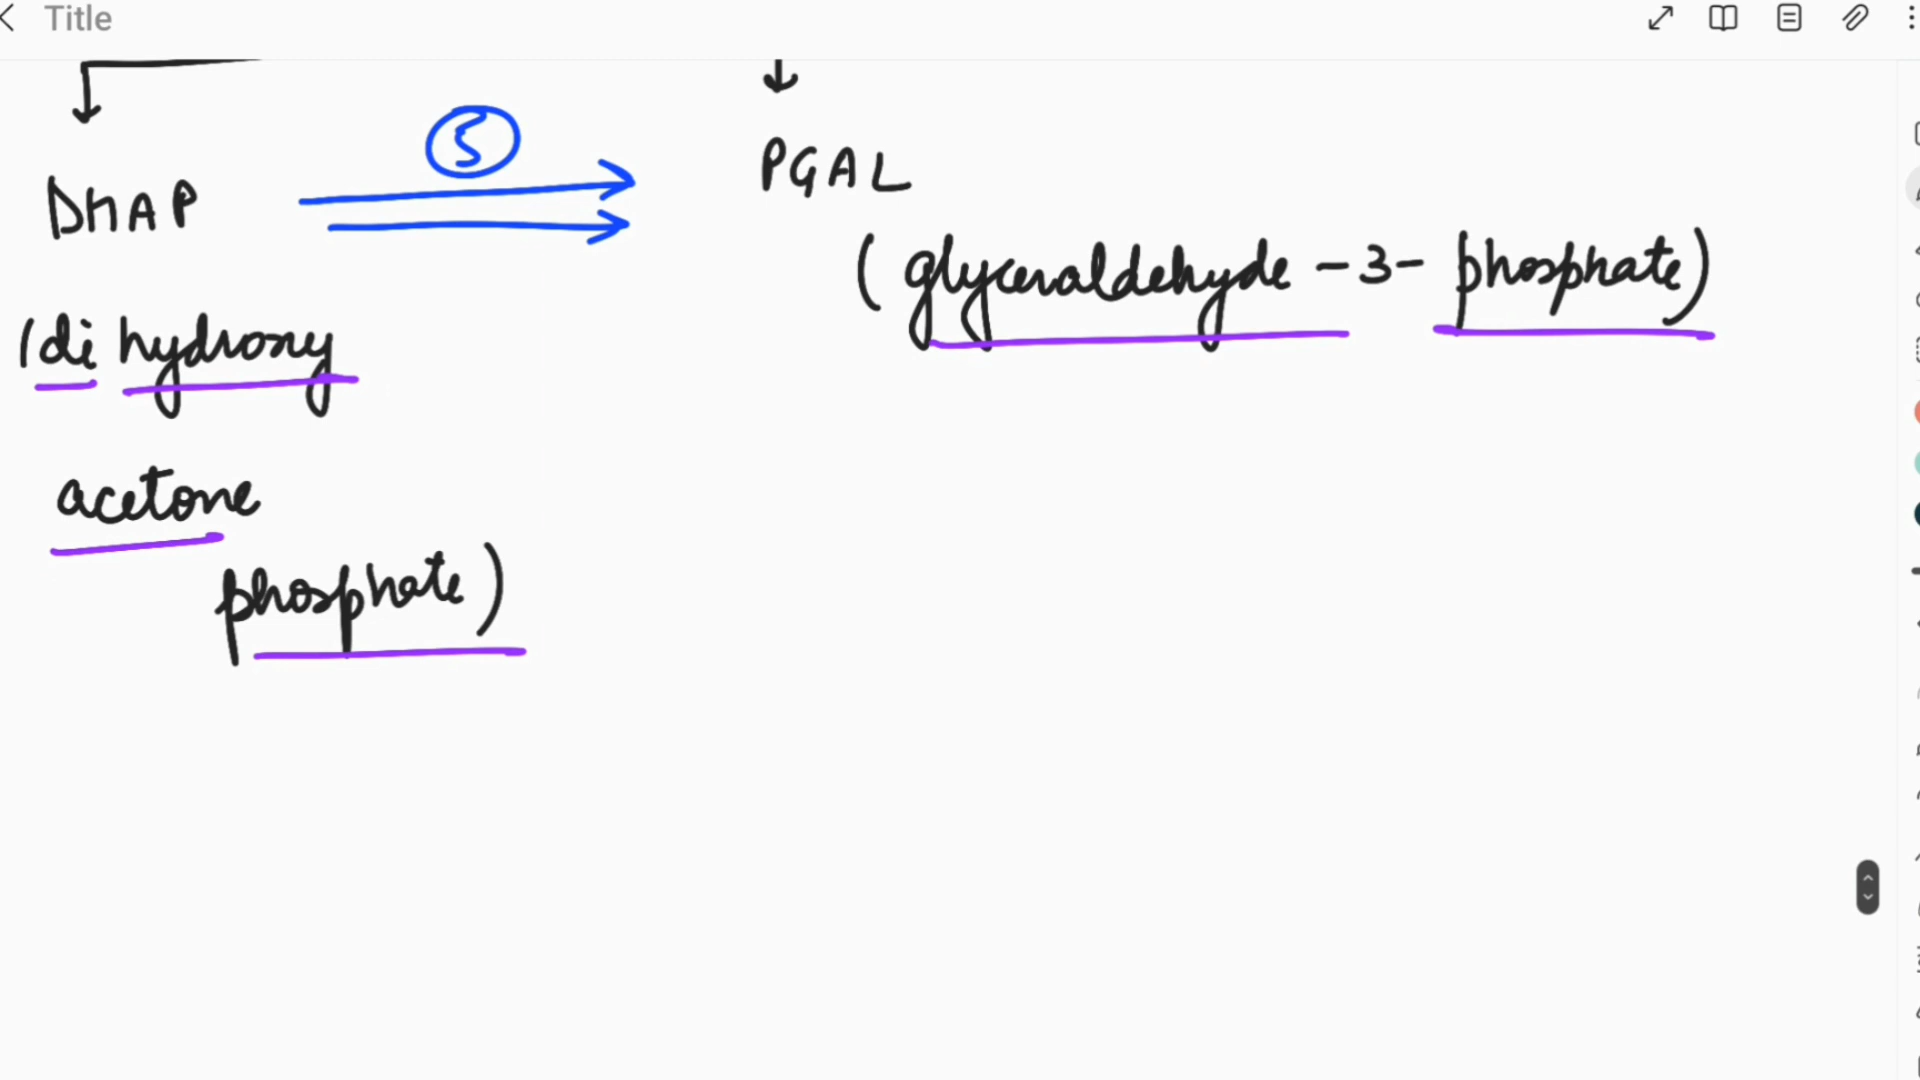 Title
5
DHAP
PGAL
(glyceraldehyde - 3 - phosphate)
(di hydroxy
acetone
phosphate)